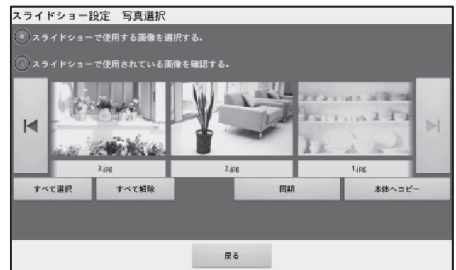 スライドショー設定 写真選択
スライドショーで使用する画像を選択する。
スライドショーで使用されている画像を確認する。
3.jpg 2.jpg 1.jpg
すべて選択 すべて解除 同期 本体へコピー
戻る